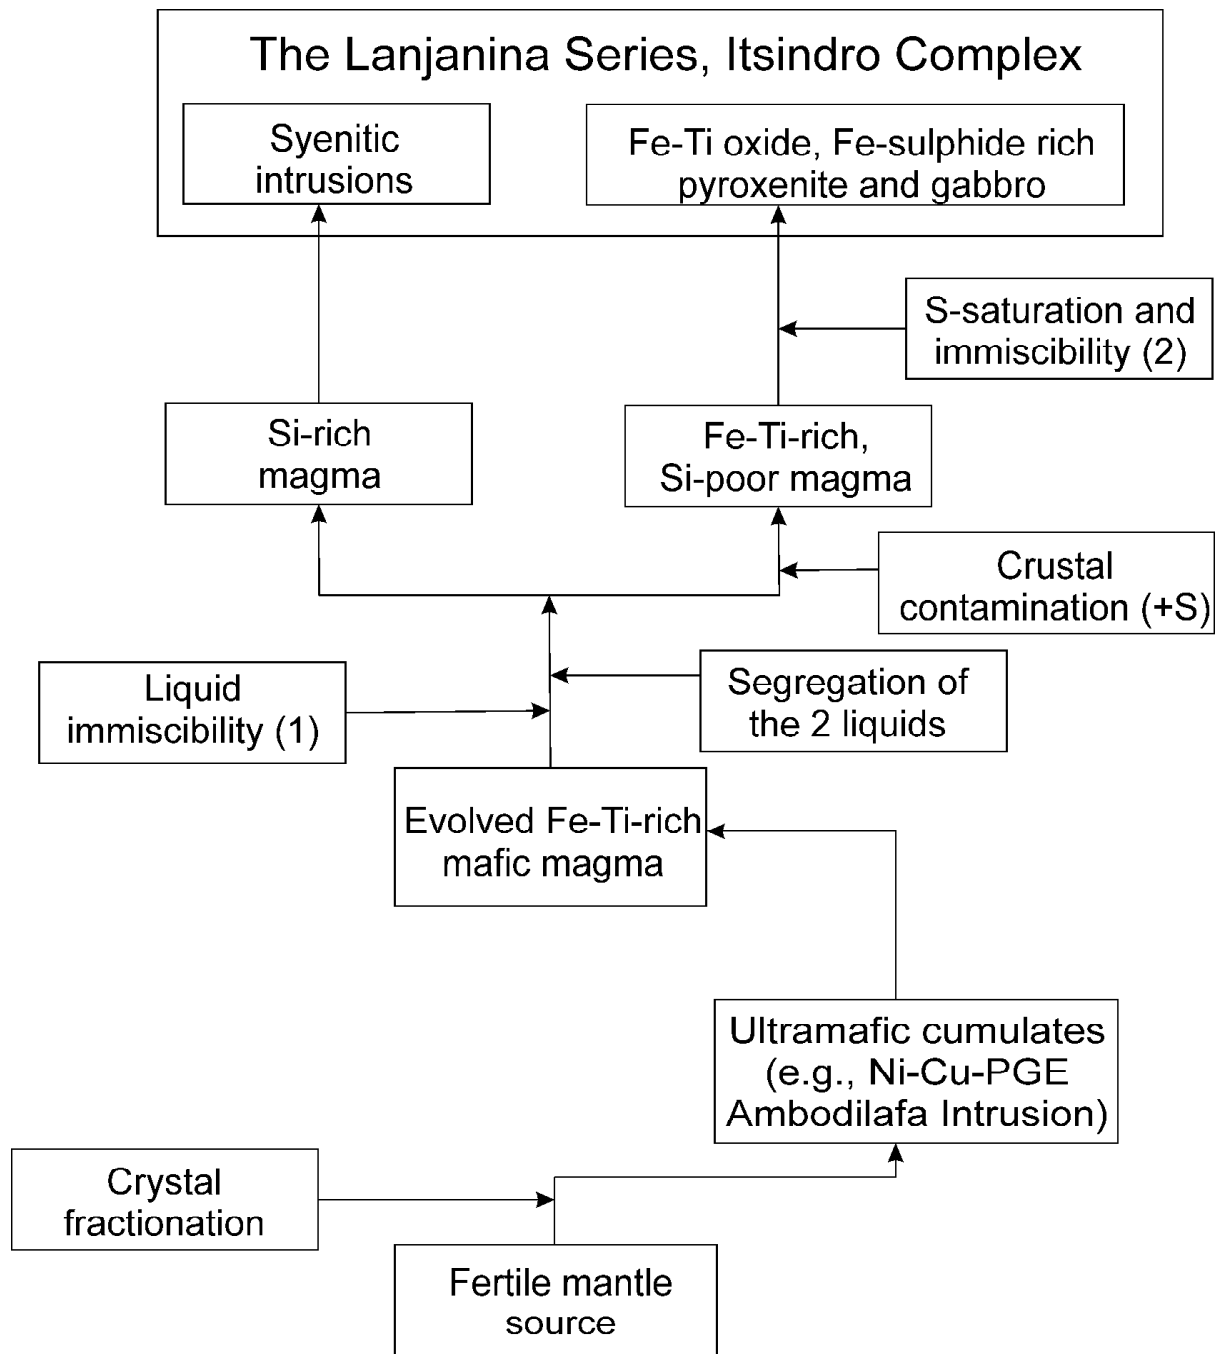 The Lanjanina Series, Itsindro Complex
Syenitic
intrusions
Fe-Ti oxide, Fe-sulphide rich
pyroxenite and gabbro
S-saturation and
immiscibility (2)
Si-rich
magma
Fe-Ti-rich,
Si-poor magma
Crustal
contamination (+S)
Liquid
immiscibility (1)
Segregation of
the 2 liquids
Evolved Fe-Ti-rich
mafic magma
Ultramafic cumulates
(e.g., Ni-Cu-PGE
Ambodilafa Intrusion)
Crystal
fractionation
Fertile mantle
source